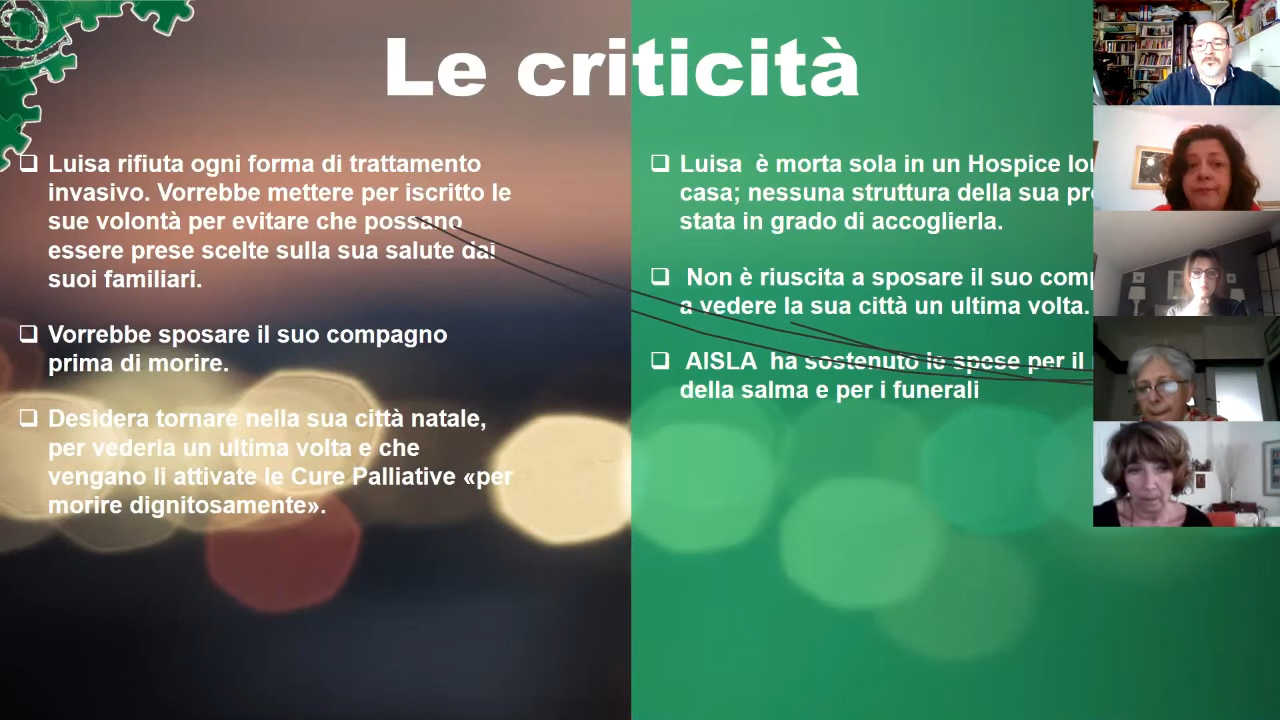 Le criticità
Luisa rifiuta ogni forma di trattamento
invasivo. Vorrebbe mettere per iscritto le
sue volontà per evitare che possano
essere prese scelte sulla sua salute dai
suoi familiari.
Vorrebbe sposare il suo compagno
prima di morire.
Desidera tornare nella sua città natale,
per vederla un ultima volta e che
vengano li attivate le Cure Palliative «per
morire dignitosamente».
Luisa è morta sola in un Hospice
casa; nessuna struttura della sua
stata in grado di accoglierla.
Non è riuscita a sposare il suo
a vedere la sua città un ultima volta.
AISLA ha sostenuto le spese per il
della salma e per i funerali